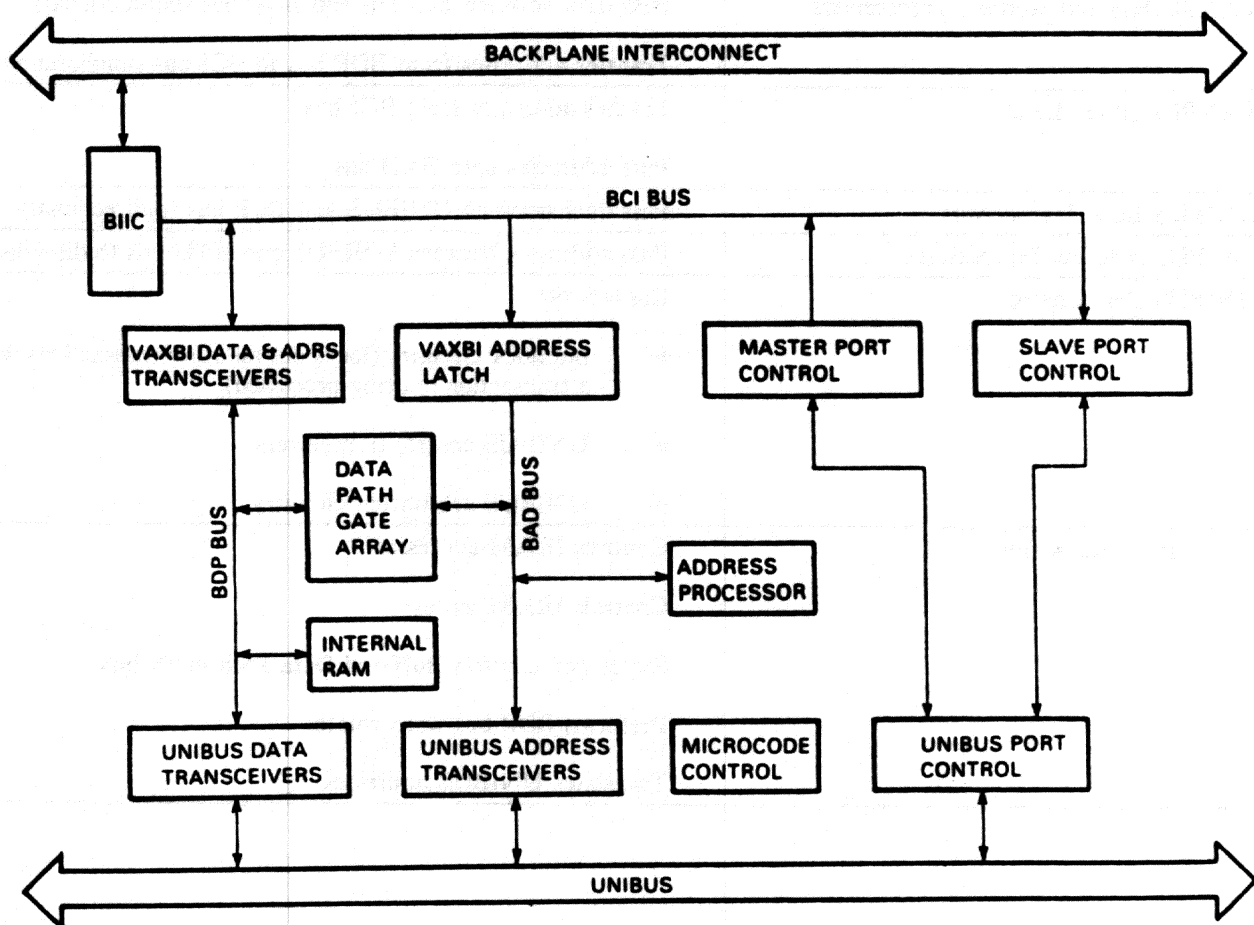 BACKPLANE INTERCONNECT
BIIC
BCI BUS
VAXBI DATA & ADRS
TRANSCEIVERS
VAXBI ADDRESS
LATCH
MASTER PORT
CONTROL
SLAVE PORT
CONTROL
DATA
PATH
GATE
ARRAY
BDP BUS
BAD BUS
ADDRESS
PROCESSOR
INTERNAL
RAM
UNIBUS DATA
TRANSCEIVERS
UNIBUS ADDRESS
TRANSCEIVERS
MICROCODE
CONTROL
UNIBUS PORT
CONTROL
UNIBUS